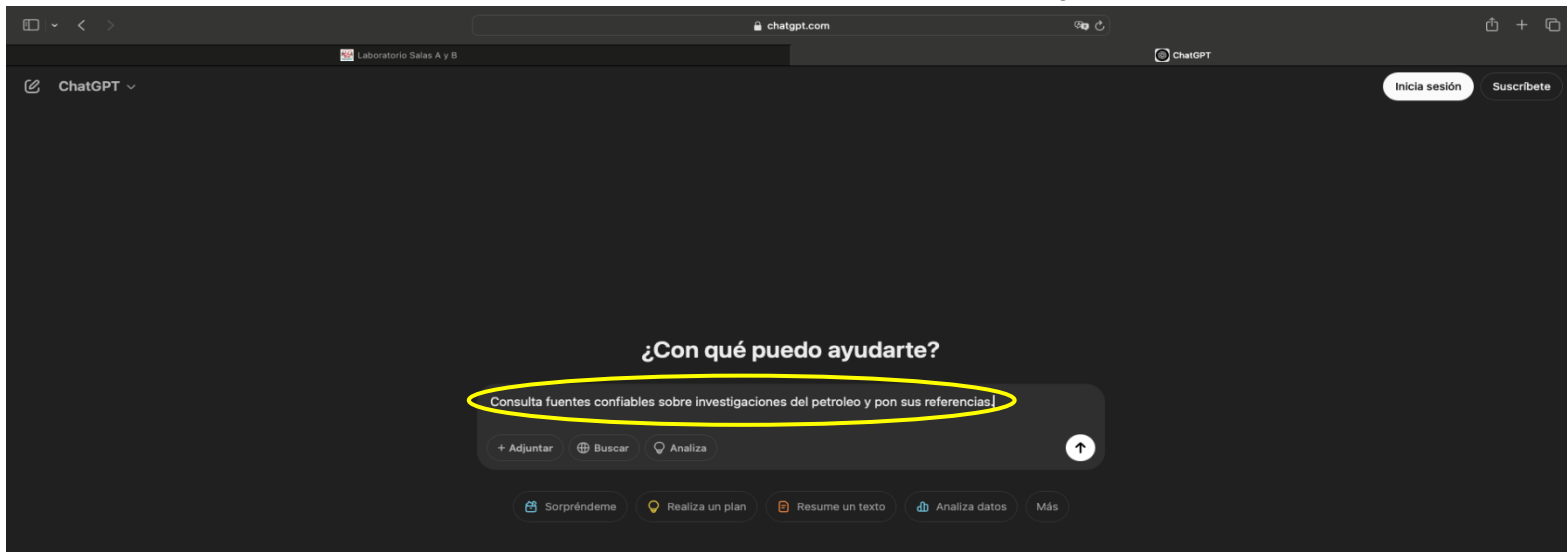 chatgpt.com
Laboratorio Salas A y B
ChatGPT
ChatGPT
Inicia sesión
Suscríbete
¿Con qué puedo ayudarte?
Consulta fuentes confiables sobre investigaciones del petroleo y pon sus referencias.
+ Adjuntar
Buscar
Analiza
Sorpréndeme
Realiza un plan
Resume un texto
Analiza datos
Más